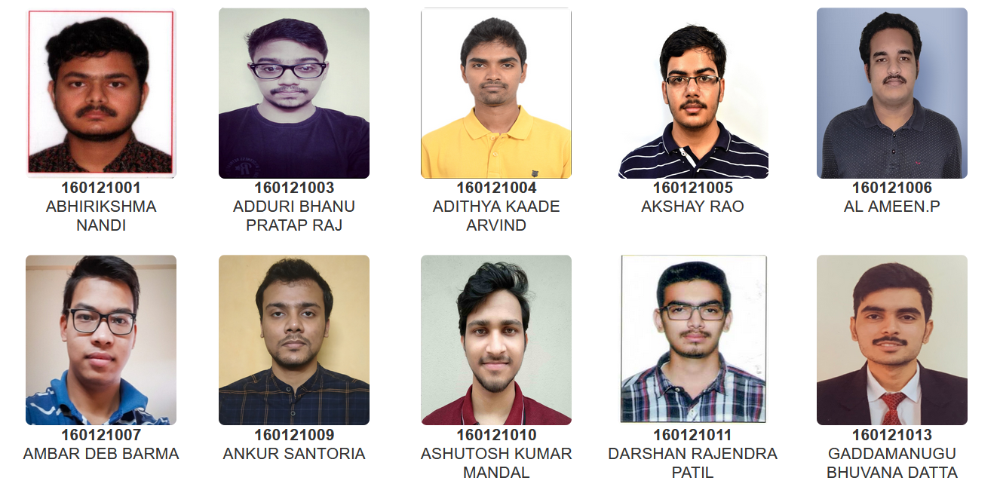 160121001
ABHIRIKSHMA
NANDI
160121003
ADDURI BHANU
PRATAP RAJ
160121004
ADITHYA KAADE
ARVIND
160121005
AKSHAY RAO
160121006
AL AMEEN.P
160121007
AMBAR DEB BARMA
160121009
ANKUR SANTORIA
160121010
ASHUTOSH KUMAR
MANDAL
160121011
DARSHAN RAJENDRA
PATIL
160121013
GADDAMANUGU
BHUVANA DATTA